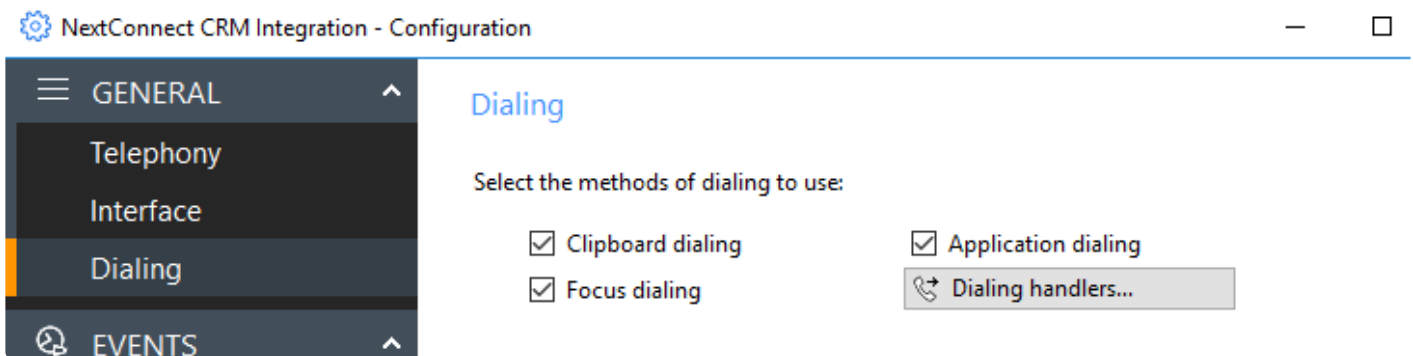 NextConnect CRM Integration - Configuration
GENERAL
Telephony
Interface
Dialing
EVENTS
Dialing
Select the methods of dialing to use:
Clipboard dialing
Application dialing
Focus dialing
Dialing handlers...